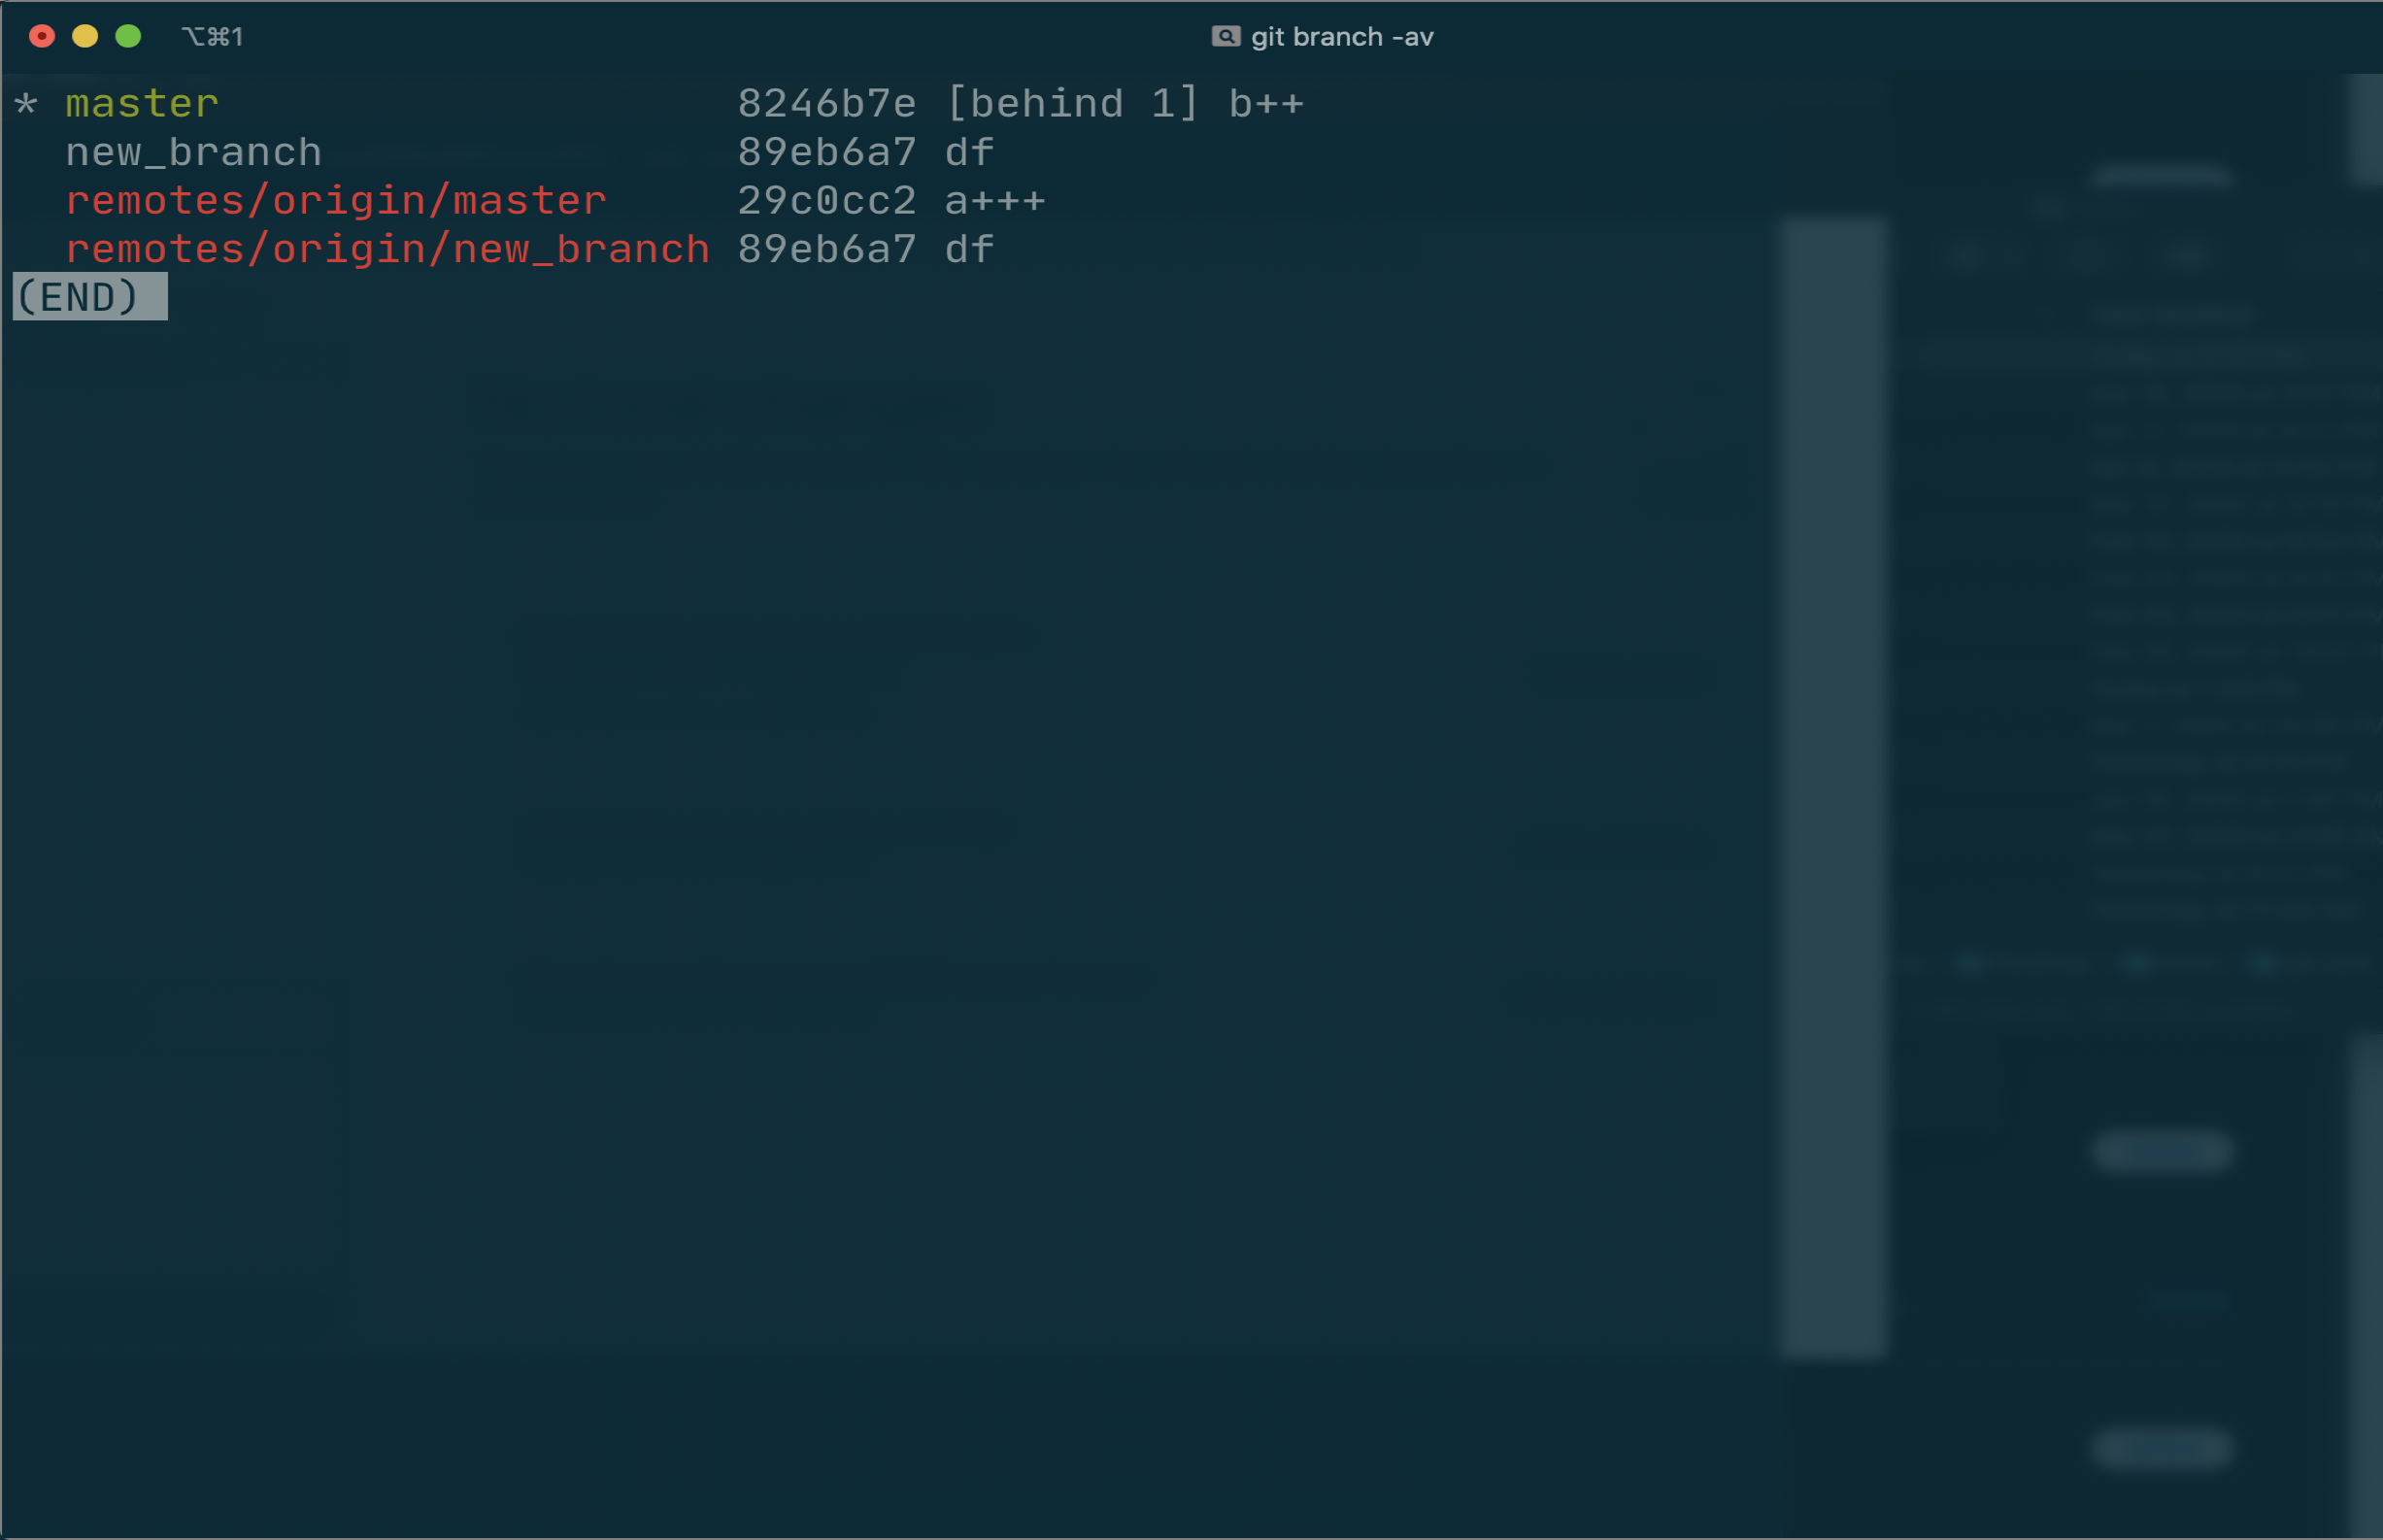 ⌥⌘1 git branch -av
* master 8246b7e [behind 1] b++
new_branch 89eb6a7 df
remotes/origin/master 29c0cc2 a+++
remotes/origin/new_branch 89eb6a7 df
(END)